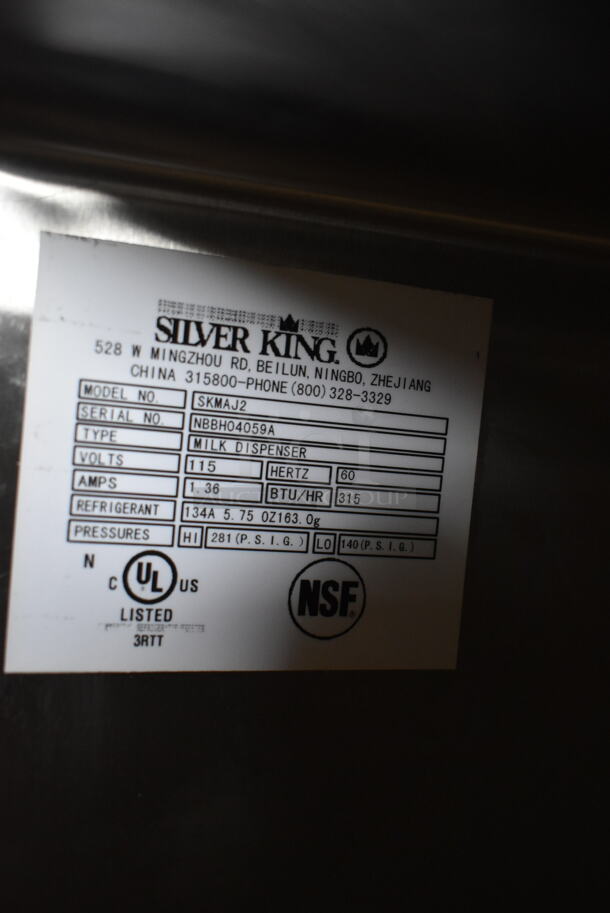 SILVER KING.
528 W MINGZHOU RD, BEILUN, NINGBO, ZHEJIANG
CHINA 315800-PHONE(800)328-3329
MODEL NO. SKMAJ2
SERIAL NO. NBBH04059A
TYPE MILK DISPENSER
VOLTS 115 HERTZ 60
AMPS 1.36 BTU/HR 315
REFRIGERANT 134A 5.75 OZ163.0g
PRESSURES HI 281(P.S.I.G.) LO 140(P.S.I.G.)
N
C UL US
LISTED
3RTT
NSF